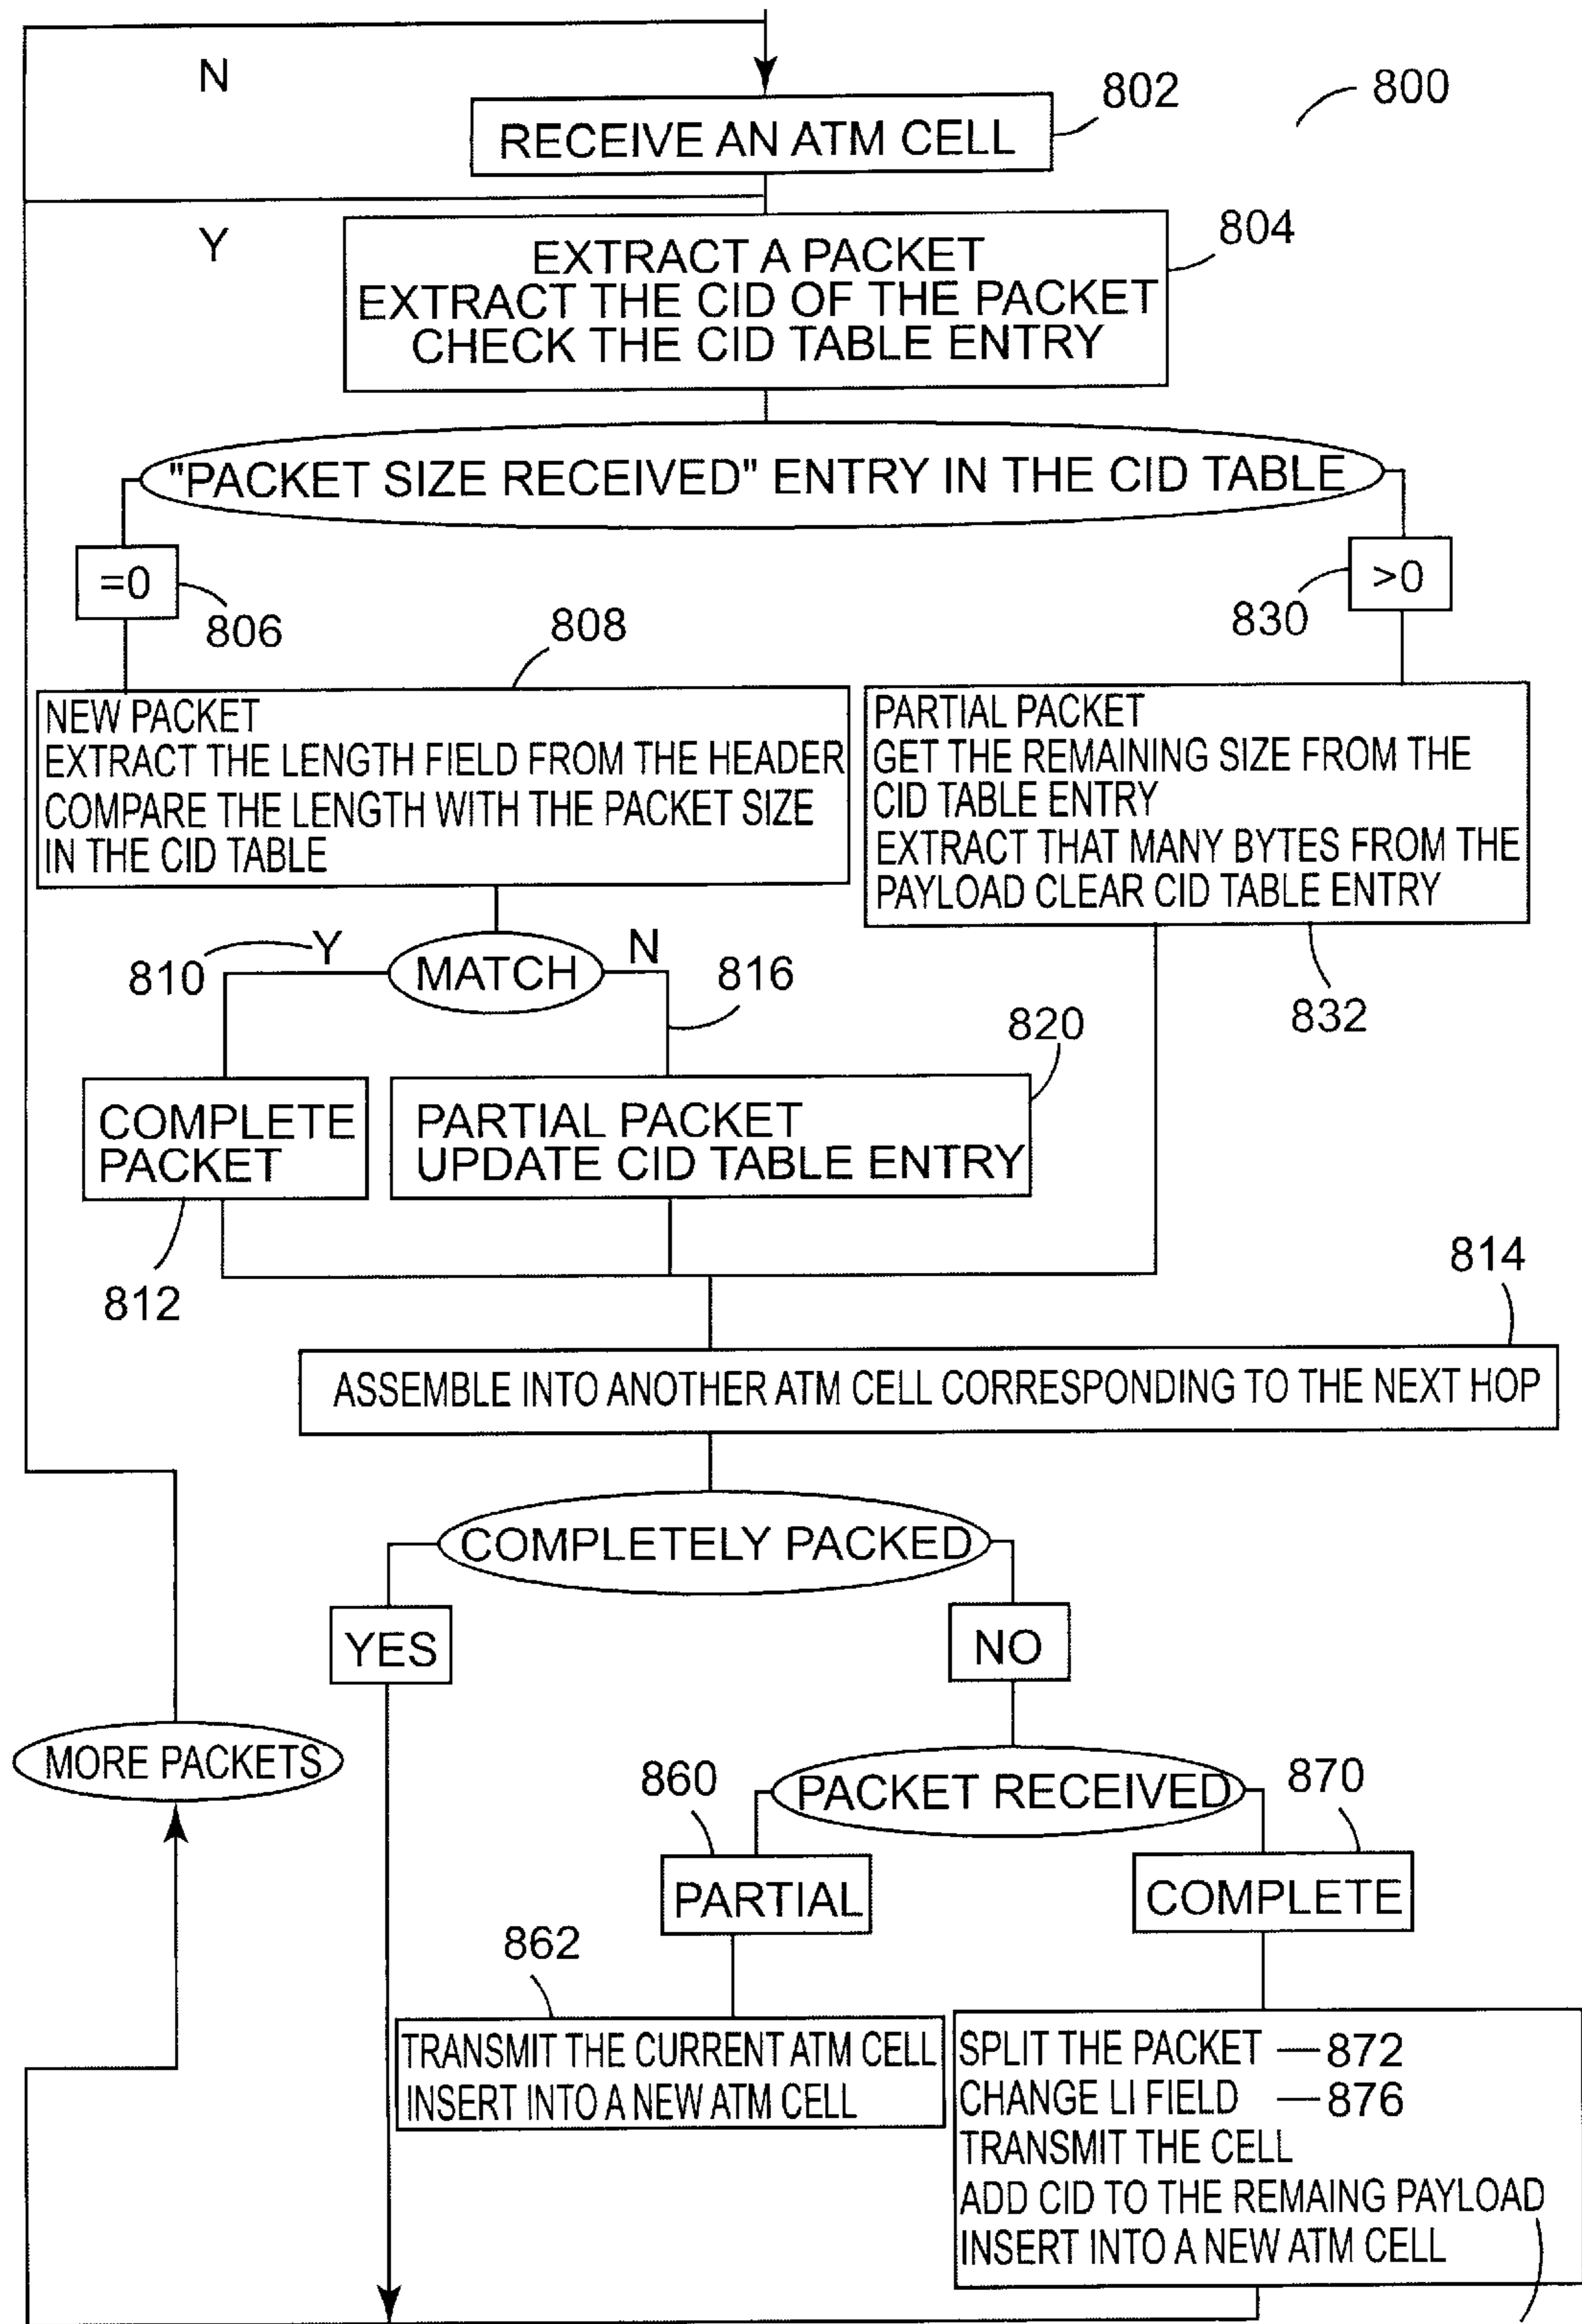 N
802
800
RECEIVE AN ATM CELL
Y
804
EXTRACT A PACKET
EXTRACT THE CID OF THE PACKET
CHECK THE CID TABLE ENTRY
"PACKET SIZE RECEIVED" ENTRY IN THE CID TABLE
=0
>0
806
808
830
NEW PACKET
EXTRACT THE LENGTH FIELD FROM THE HEADER
COMPARE THE LENGTH WITH THE PACKET SIZE
IN THE CID TABLE
PARTIAL PACKET
GET THE REMAINING SIZE FROM THE
CID TABLE ENTRY
EXTRACT THAT MANY BYTES FROM THE
PAYLOAD CLEAR CID TABLE ENTRY
810
Y
MATCH
N
816
820
832
COMPLETE
PACKET
PARTIAL PACKET
UPDATE CID TABLE ENTRY
812
814
ASSEMBLE INTO ANOTHER ATM CELL CORRESPONDING TO THE NEXT HOP
COMPLETELY PACKED
YES
NO
MORE PACKETS
860
PACKET RECEIVED
870
PARTIAL
COMPLETE
862
TRANSMIT THE CURRENT ATM CELL
INSERT INTO A NEW ATM CELL
SPLIT THE PACKET —872
CHANGE LI FIELD —876
TRANSMIT THE CELL
ADD CID TO THE REMAING PAYLOAD
INSERT INTO A NEW ATM CELL